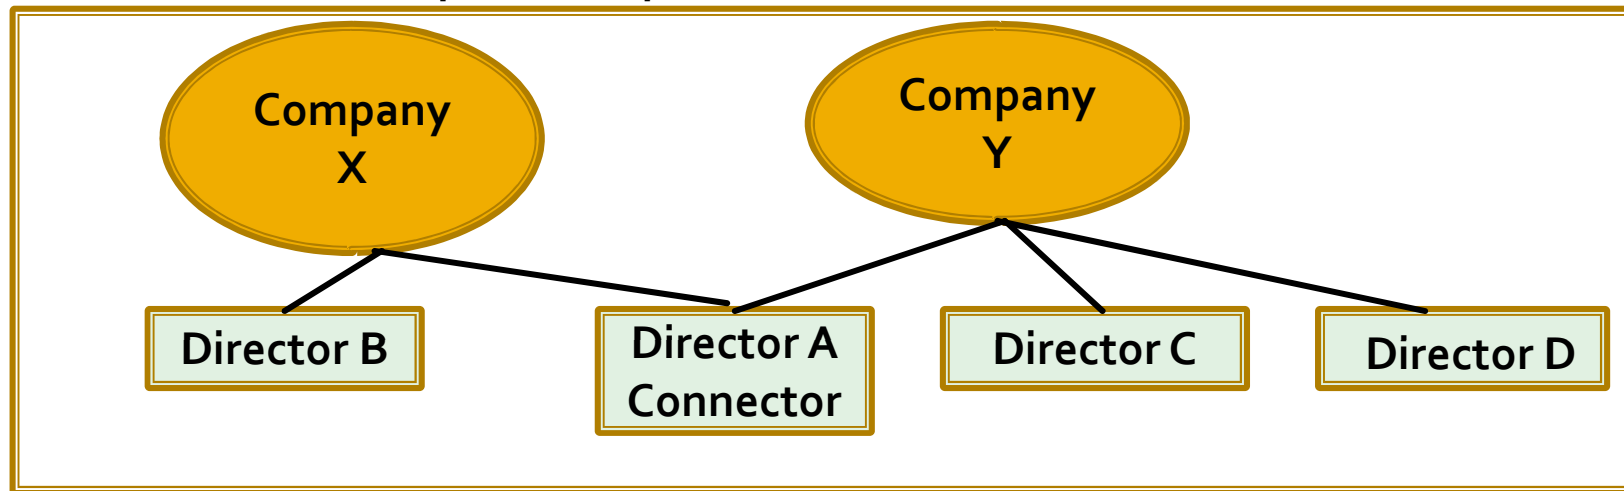 Company
X
Company
Y
Director B
Director A
Connector
Director C
Director D